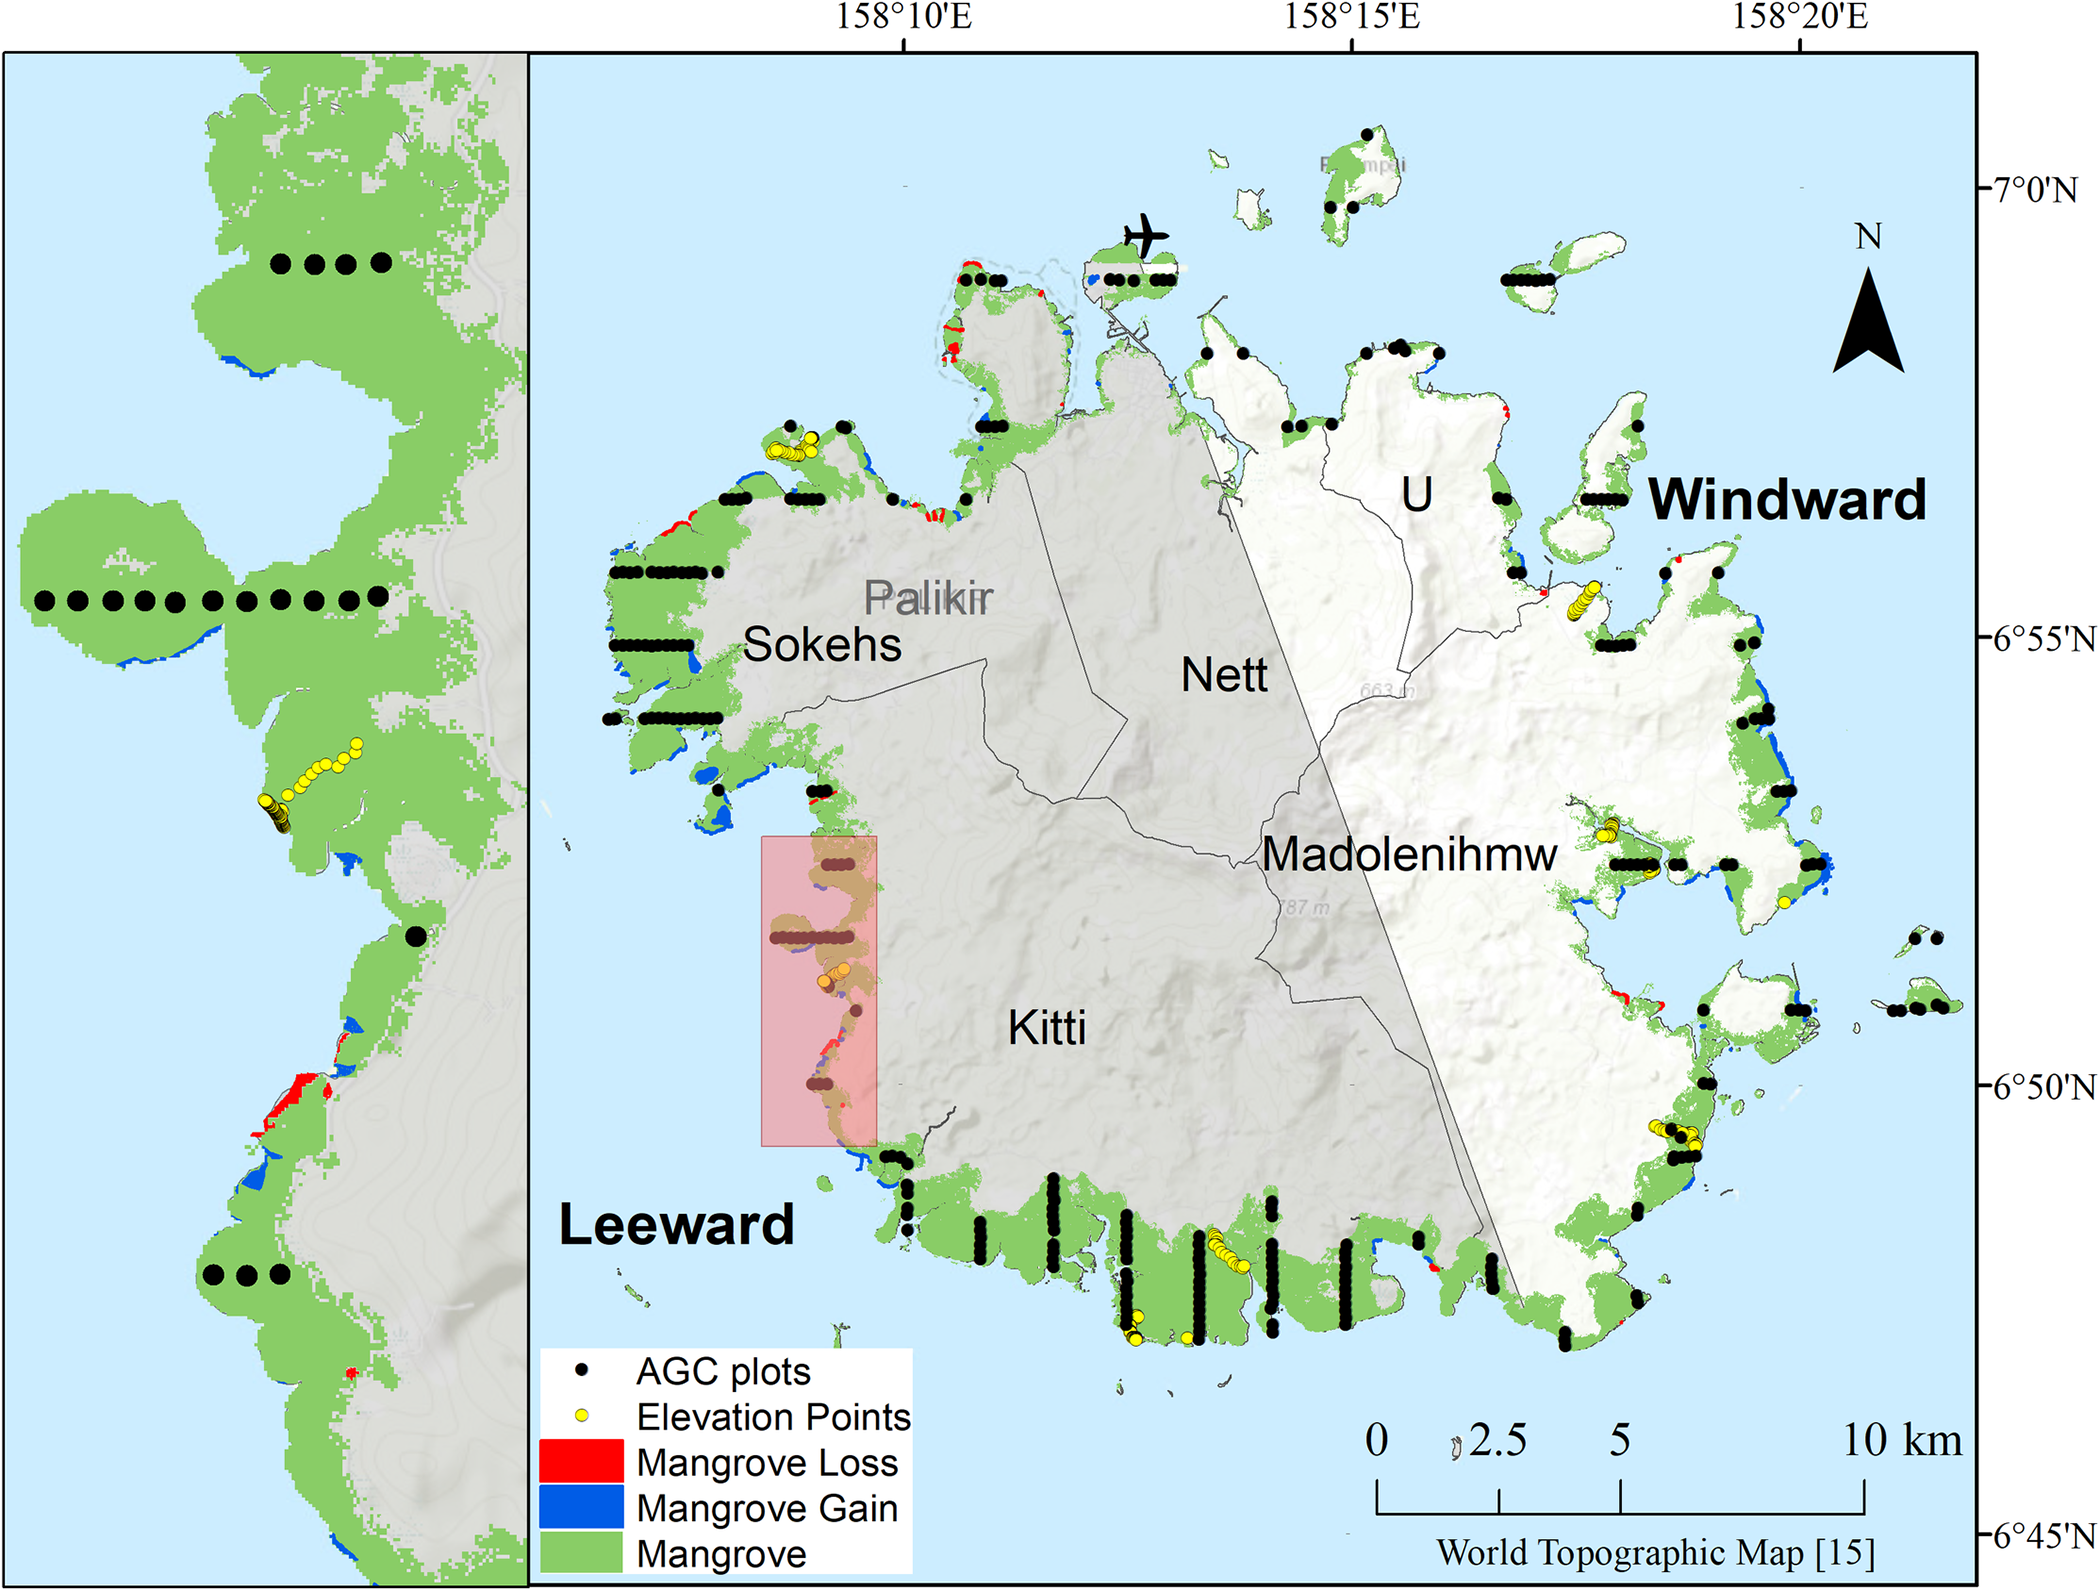 158°10'E 158°15'E 158°20'E
7°0'N
N
U
Windward
Palikir
6°55'N
Sokehs
Nett
663 m
Madolenihmw
787 m
Kitti
6°50'N
Leeward
AGC plots
Elevation Points
Mangrove Loss
Mangrove Gain
Mangrove
0 2.5 5 10 km
6°45'N
World Topographic Map [15]